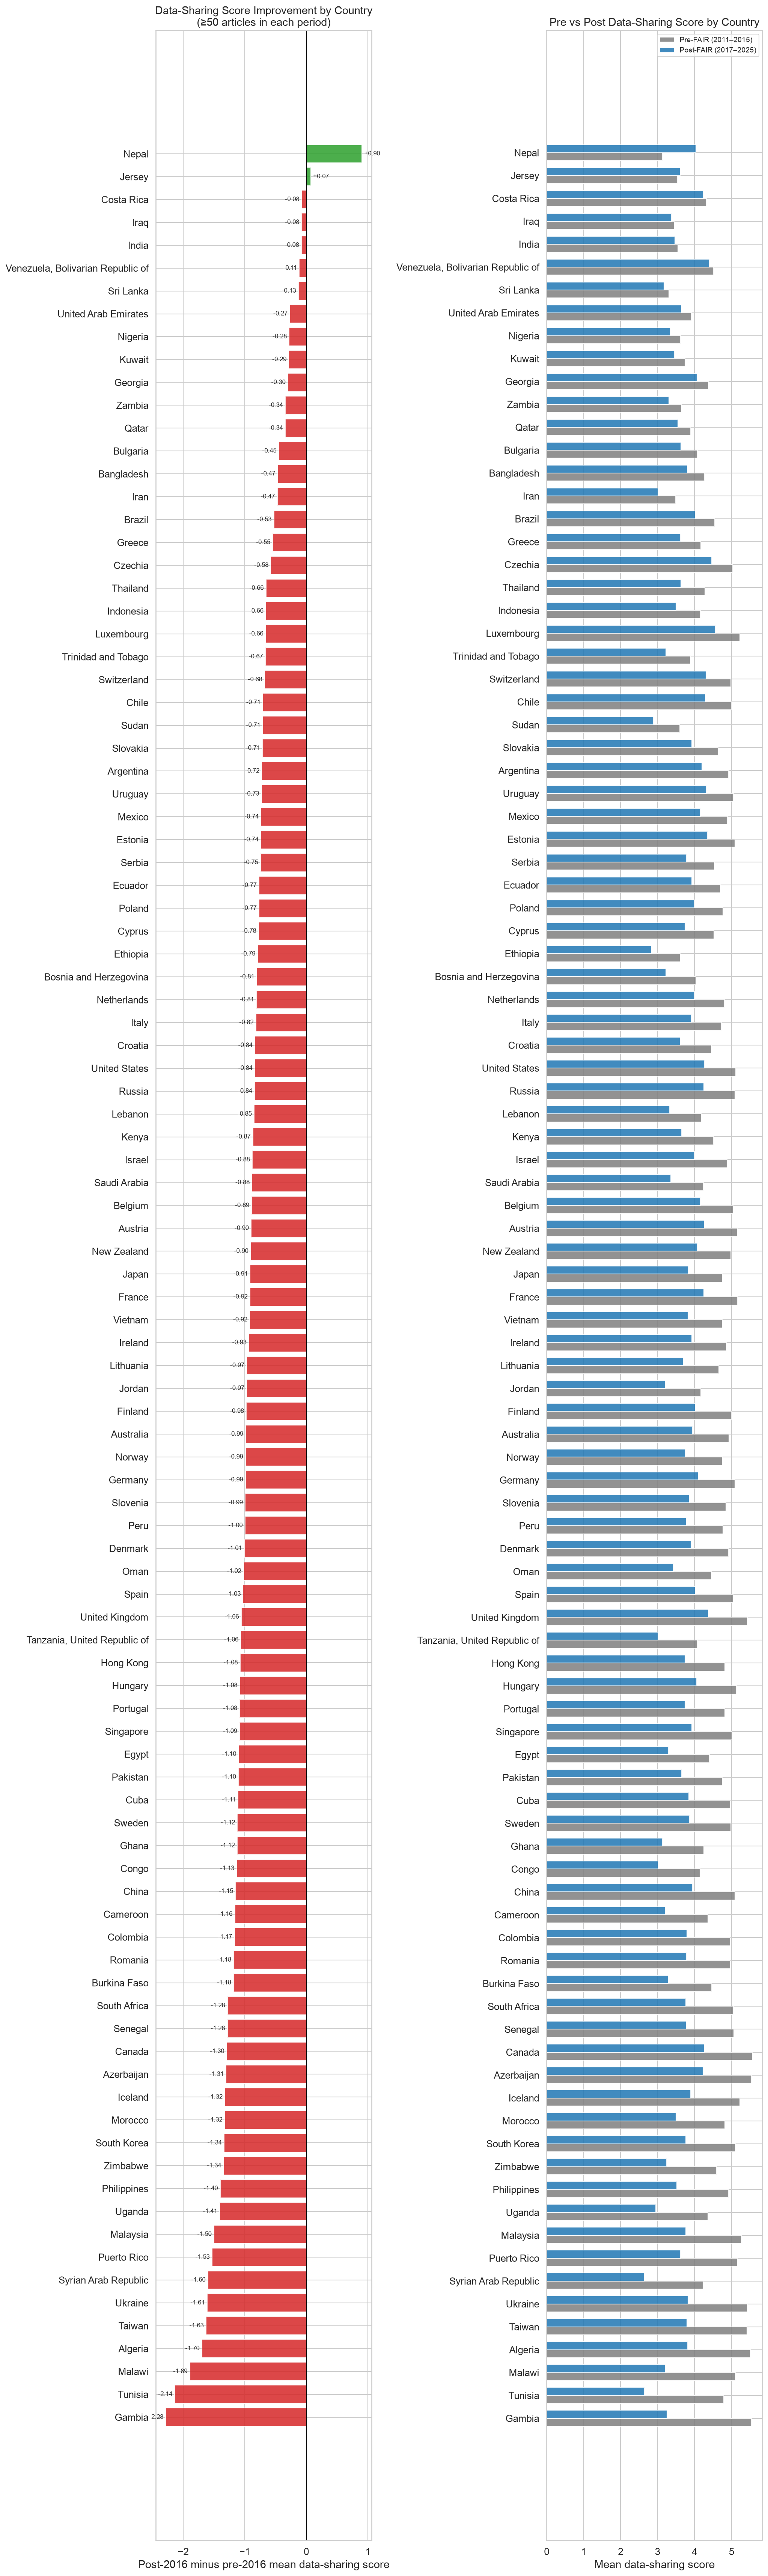 Data-Sharing Score Improvement by Country
(≥50 articles in each period)
Nepal +0.90
Jersey +0.07
Costa Rica -0.08
Iraq -0.08
India -0.08
Venezuela, Bolivarian Republic of -0.11
Sri Lanka -0.13
United Arab Emirates -0.27
Nigeria -0.28
Kuwait -0.29
Georgia -0.30
Zambia -0.34
Qatar -0.34
Bulgaria -0.45
Bangladesh -0.47
Iran -0.47
Brazil -0.53
Greece -0.55
Czechia -0.58
Thailand -0.66
Indonesia -0.66
Luxembourg -0.66
Trinidad and Tobago -0.67
Switzerland -0.68
Chile -0.71
Sudan -0.71
Slovakia -0.71
Argentina -0.72
Uruguay -0.73
Mexico -0.74
Estonia -0.74
Serbia -0.75
Ecuador -0.77
Poland -0.77
Cyprus -0.78
Ethiopia -0.79
Bosnia and Herzegovina -0.81
Netherlands -0.81
Italy -0.82
Croatia -0.84
United States -0.84
Russia -0.84
Lebanon -0.85
Kenya -0.87
Israel -0.88
Saudi Arabia -0.88
Belgium -0.89
Austria -0.90
New Zealand -0.90
Japan -0.91
France -0.92
Vietnam -0.92
Ireland -0.93
Lithuania -0.97
Jordan -0.97
Finland -0.98
Australia -0.99
Norway -0.99
Germany -0.99
Slovenia -0.99
Peru -1.00
Denmark -1.01
Oman -1.02
Spain -1.03
United Kingdom -1.06
Tanzania, United Republic of -1.06
Hong Kong -1.08
Hungary -1.08
Portugal -1.08
Singapore -1.09
Egypt -1.10
Pakistan -1.10
Cuba -1.11
Sweden -1.12
Ghana -1.12
Congo -1.13
China -1.15
Cameroon -1.16
Colombia -1.17
Romania -1.18
Burkina Faso -1.18
South Africa -1.28
Senegal -1.28
Canada -1.30
Azerbaijan -1.31
Iceland -1.32
Morocco -1.32
South Korea -1.34
Zimbabwe -1.34
Philippines -1.40
Uganda -1.41
Malaysia -1.50
Puerto Rico -1.53
Syrian Arab Republic -1.60
Ukraine -1.61
Taiwan -1.63
Algeria -1.70
Malawi -1.89
Tunisia -2.14
Gambia -2.28
−2 −1 0 1
Post-2016 minus pre-2016 mean data-sharing score
Pre vs Post Data-Sharing Score by Country
Pre-FAIR (2011–2015)
Post-FAIR (2017–2025)
Nepal
Jersey
Costa Rica
Iraq
India
Venezuela, Bolivarian Republic of
Sri Lanka
United Arab Emirates
Nigeria
Kuwait
Georgia
Zambia
Qatar
Bulgaria
Bangladesh
Iran
Brazil
Greece
Czechia
Thailand
Indonesia
Luxembourg
Trinidad and Tobago
Switzerland
Chile
Sudan
Slovakia
Argentina
Uruguay
Mexico
Estonia
Serbia
Ecuador
Poland
Cyprus
Ethiopia
Bosnia and Herzegovina
Netherlands
Italy
Croatia
United States
Russia
Lebanon
Kenya
Israel
Saudi Arabia
Belgium
Austria
New Zealand
Japan
France
Vietnam
Ireland
Lithuania
Jordan
Finland
Australia
Norway
Germany
Slovenia
Peru
Denmark
Oman
Spain
United Kingdom
Tanzania, United Republic of
Hong Kong
Hungary
Portugal
Singapore
Egypt
Pakistan
Cuba
Sweden
Ghana
Congo
China
Cameroon
Colombia
Romania
Burkina Faso
South Africa
Senegal
Canada
Azerbaijan
Iceland
Morocco
South Korea
Zimbabwe
Philippines
Uganda
Malaysia
Puerto Rico
Syrian Arab Republic
Ukraine
Taiwan
Algeria
Malawi
Tunisia
Gambia
0 1 2 3 4 5
Mean data-sharing score